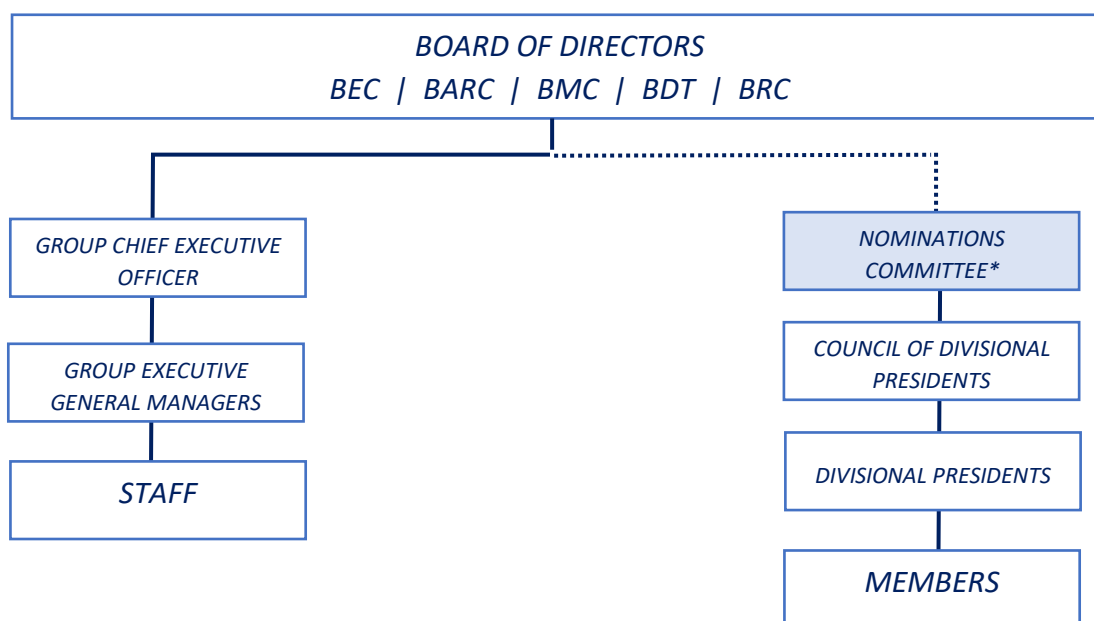 BOARD OF DIRECTORS
BEC | BARC | BMC | BDT | BRC
GROUP CHIEF EXECUTIVE
OFFICER
GROUP EXECUTIVE
GENERAL MANAGERS
STAFF
NOMINATIONS
COMMITTEE*
COUNCIL OF DIVISIONAL
PRESIDENTS
DIVISIONAL PRESIDENTS
MEMBERS